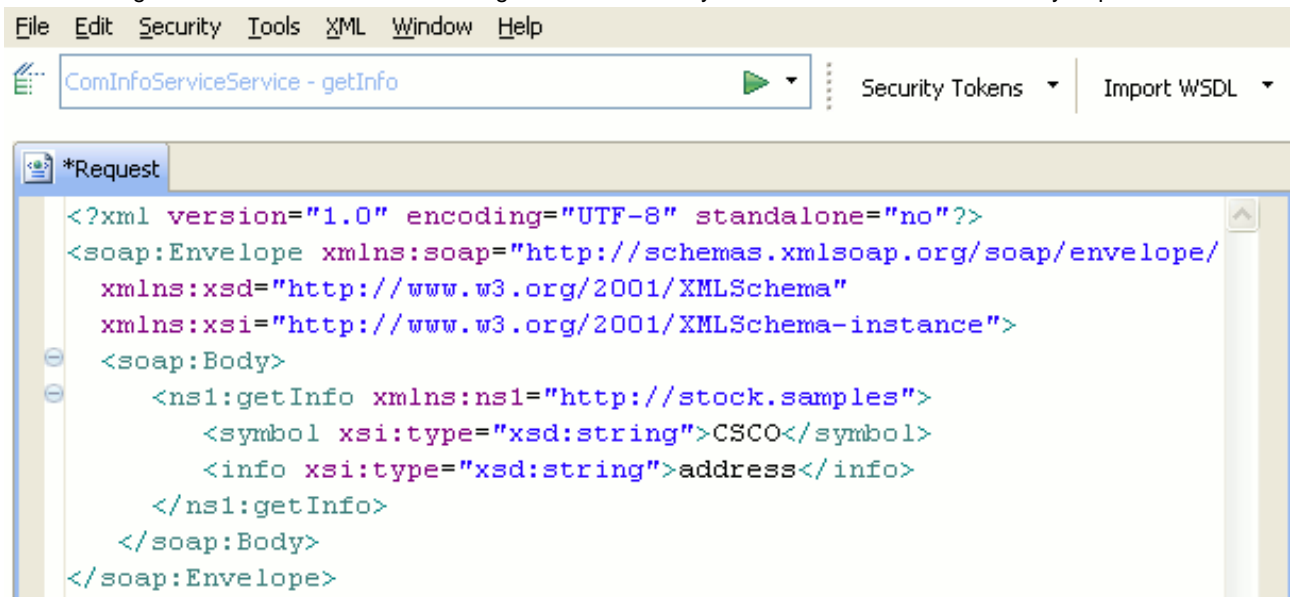 File Edit Security Tools XML Window Help
ComInfoServiceService - getInfo Security Tokens Import WSDL
*Request
<?xml version="1.0" encoding="UTF-8" standalone="no"?>
<soap:Envelope xmlns:soap="http://schemas.xmlsoap.org/soap/envelope/
xmlns:xsd="http://www.w3.org/2001/XMLSchema"
xmlns:xsi="http://www.w3.org/2001/XMLSchema-instance">
<soap:Body>
<ns1:getInfo xmlns:ns1="http://stock.samples">
<symbol xsi:type="xsd:string">CSCO</symbol>
<info xsi:type="xsd:string">address</info>
</ns1:getInfo>
</soap:Body>
</soap:Envelope>